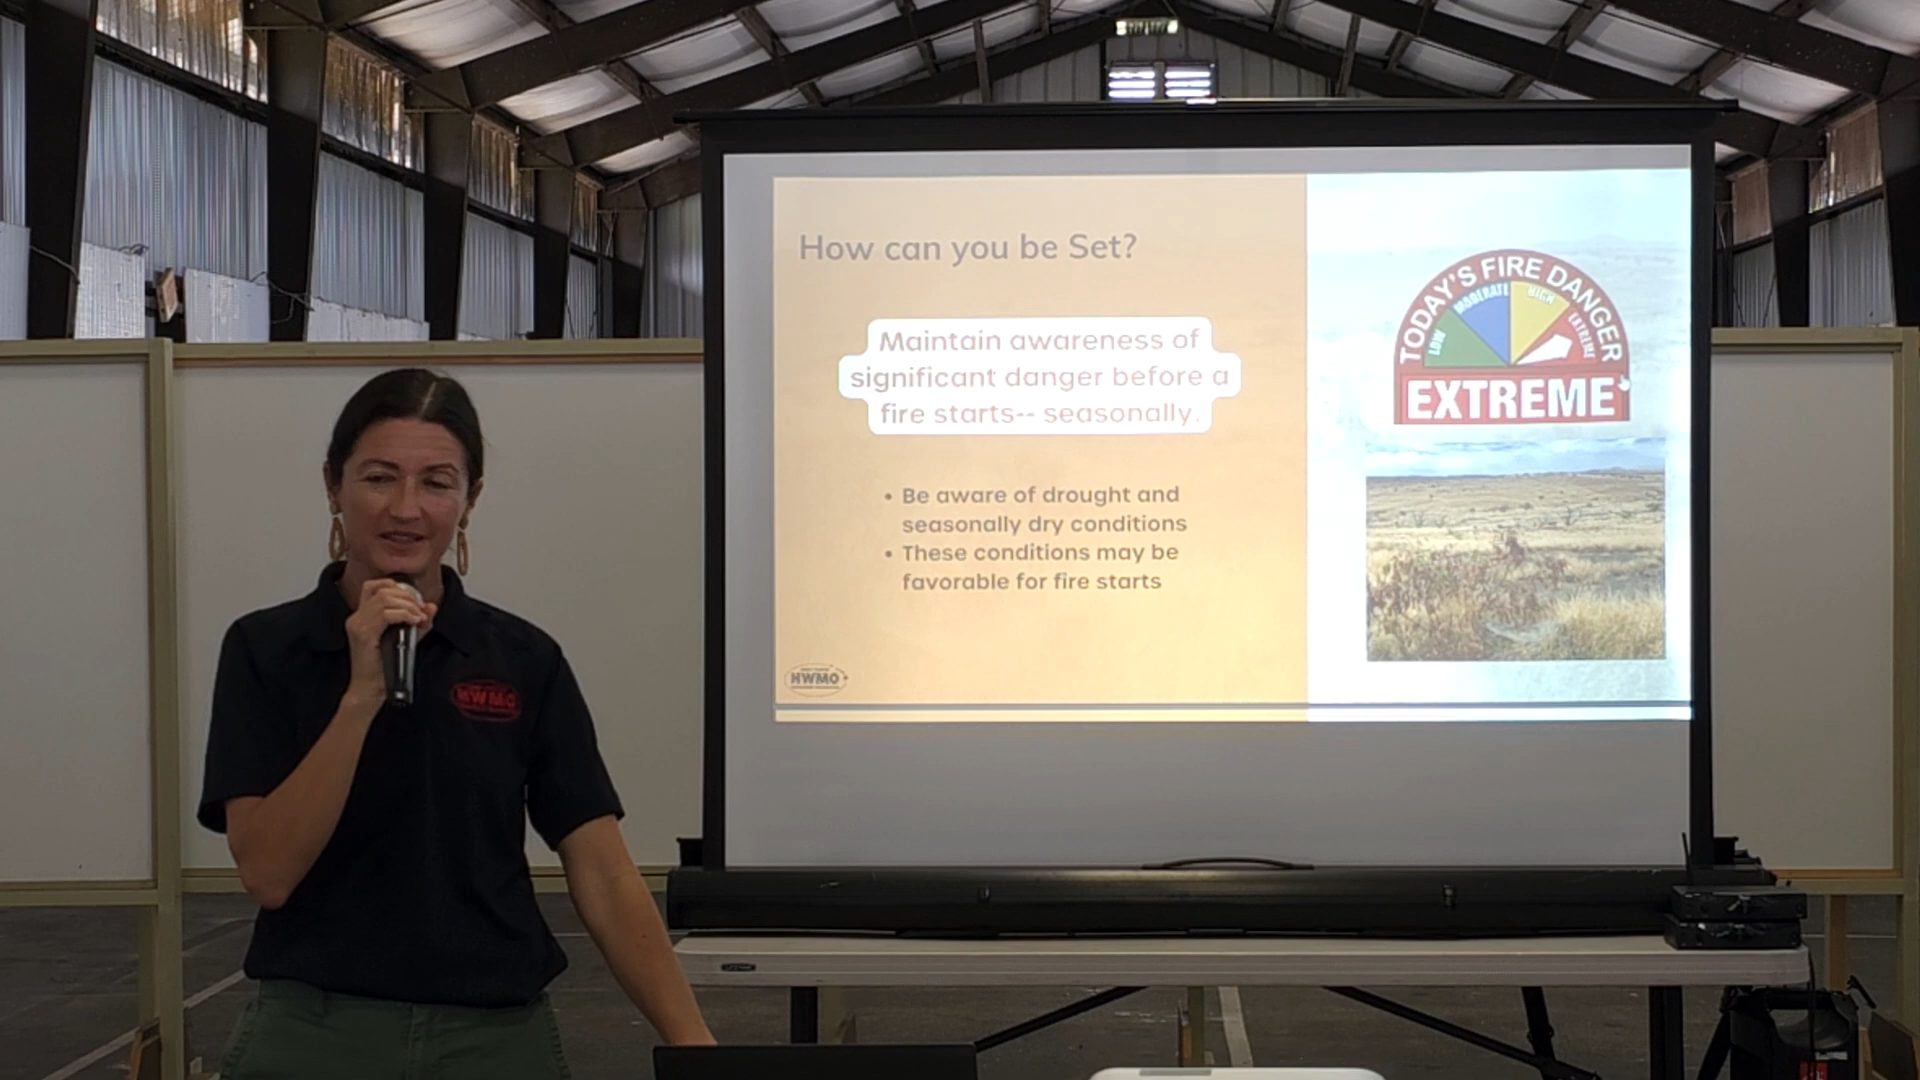 How can you be Set?
Maintain awareness of
significant danger before a
fire starts-- seasonally.
• Be aware of drought and
seasonally dry conditions
• These conditions may be
favorable for fire starts
HWMO
TODAY'S FIRE DANGER
LOW
MODERATE
HIGH
EXTREME
EXTREME
HWMO